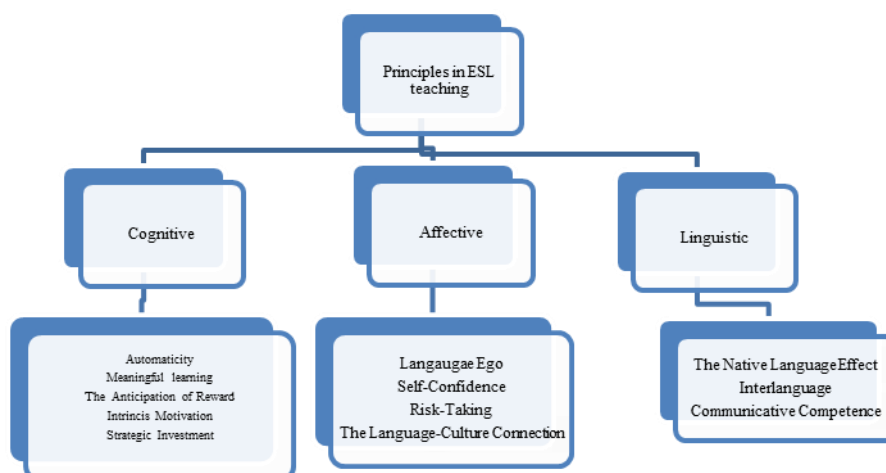 Principles in ESL
teaching
Cognitive
Affective
Linguistic
Automaticity
Meaningful learning
The Anticipation of Reward
Intrincis Motivation
Strategic Investment
Langaugae Ego
Self-Confidence
Risk-Taking
The Language-Culture Connection
The Native Language Effect
Interlanguage
Communicative Competence